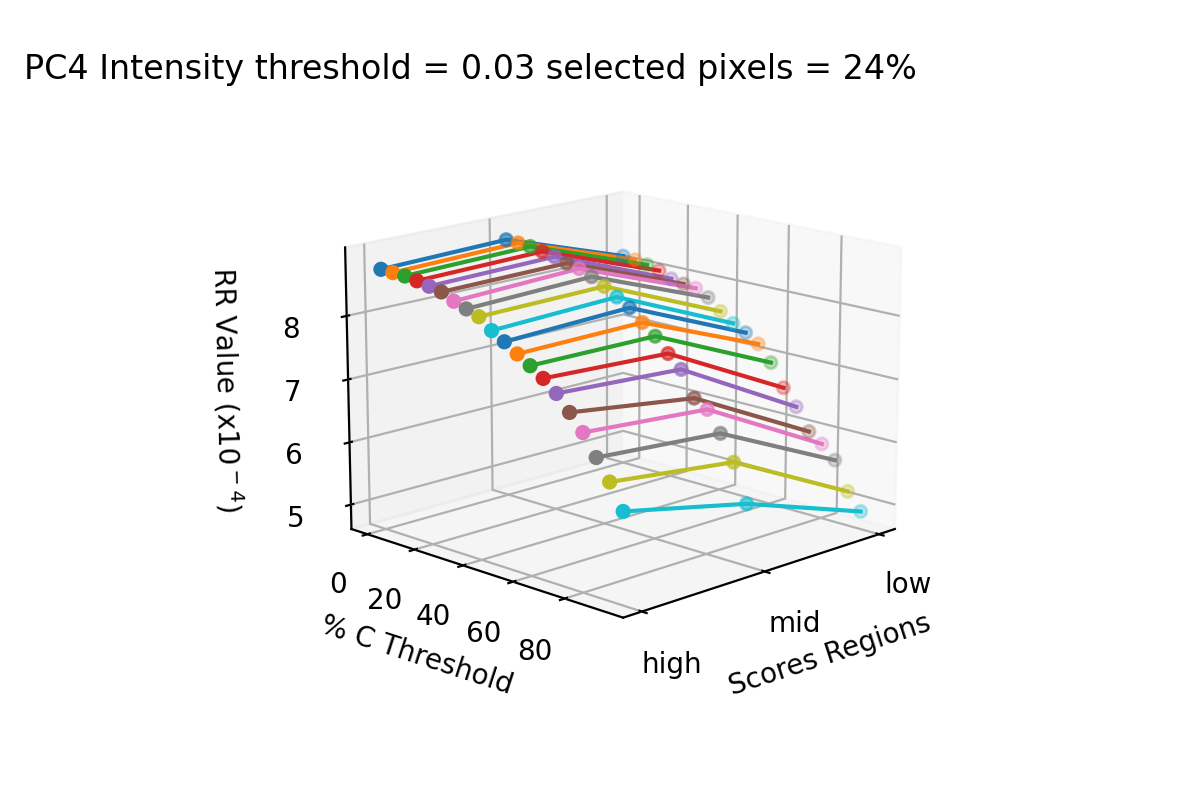 PC4 Intensity threshold = 0.03 selected pixels = 24%
RR Value (x10⁻⁴)
8
7
6
5
0
20
40
60
80
% C Threshold
high
mid
low
Scores Regions